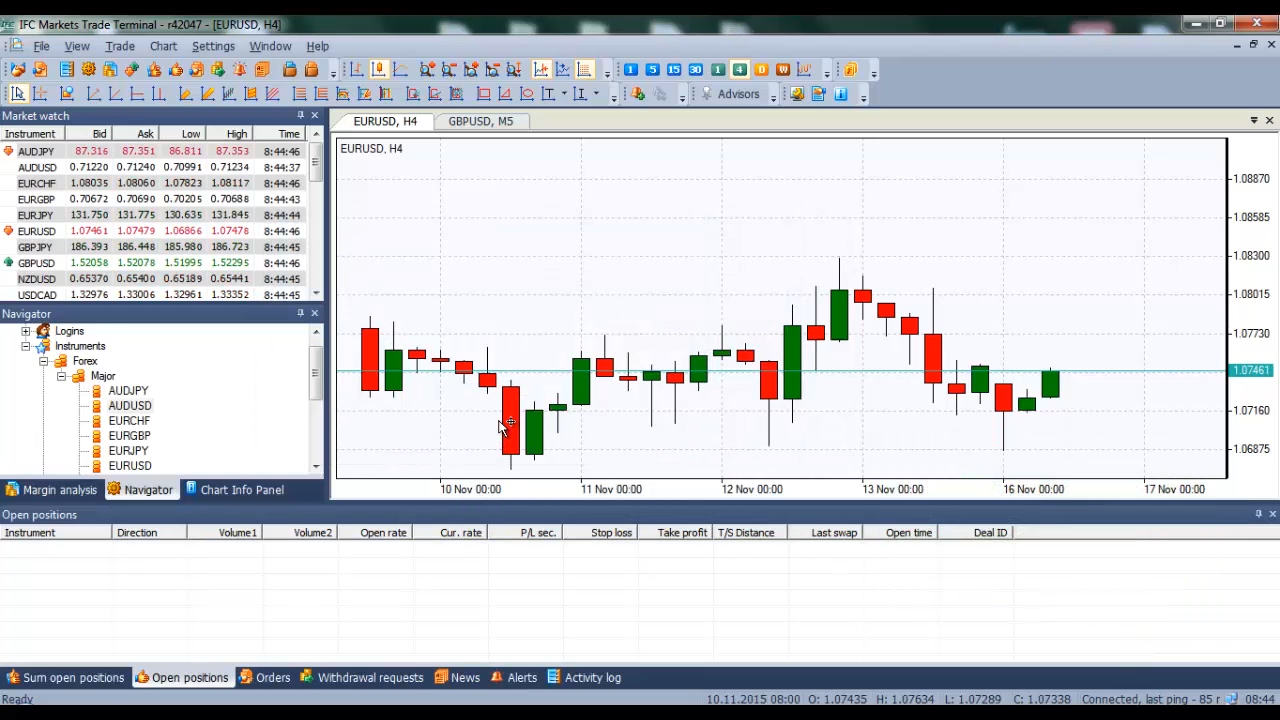 IFC Markets Trade Terminal - r42047 - [EURUSD, H4]
File View Trade Chart Settings Window Help
1 5 15 30 1 4 D W
T Advisors
Market watch
Instrument Bid Ask Low High Time
AUDJPY 87.316 87.351 86.811 87.353 8:44:46
AUDUSD 0.71220 0.71240 0.70991 0.71234 8:44:37
EURCHF 1.08035 1.08060 1.07823 1.08117 8:44:46
EURGBP 0.70672 0.70690 0.70205 0.70688 8:44:43
EURJPY 131.750 131.775 130.635 131.845 8:44:44
EURUSD 1.07461 1.07479 1.06866 1.07478 8:44:46
GBPJPY 186.393 186.448 185.980 186.723 8:44:45
GBPUSD 1.52058 1.52078 1.51995 1.52295 8:44:46
NZDUSD 0.65370 0.65400 0.65189 0.65441 8:44:45
USDCAD 1.32976 1.33006 1.32961 1.33352 8:44:45
Navigator
Logins
Instruments
Forex
Major
AUDJPY
AUDUSD
EURCHF
EURGBP
EURJPY
EURUSD
Margin analysis Navigator Chart Info Panel
EURUSD, H4 GBPUSD, M5
EURUSD, H4
1.08870
1.08585
1.08300
1.08015
1.07730
1.07461
1.07160
1.06875
10 Nov 00:00 11 Nov 00:00 12 Nov 00:00 13 Nov 00:00 16 Nov 00:00 17 Nov 00:00
Open positions
Instrument Direction Volume1 Volume2 Open rate Cur. rate P/L sec. Stop loss Take profit T/S Distance Last swap Open time Deal ID
Sum open positions Open positions Orders Withdrawal requests News Alerts Activity log
Ready 10.11.2015 08:00 O: 1.07435 H: 1.07634 L: 1.07289 C: 1.07338 Connected, last ping - 85 08:44